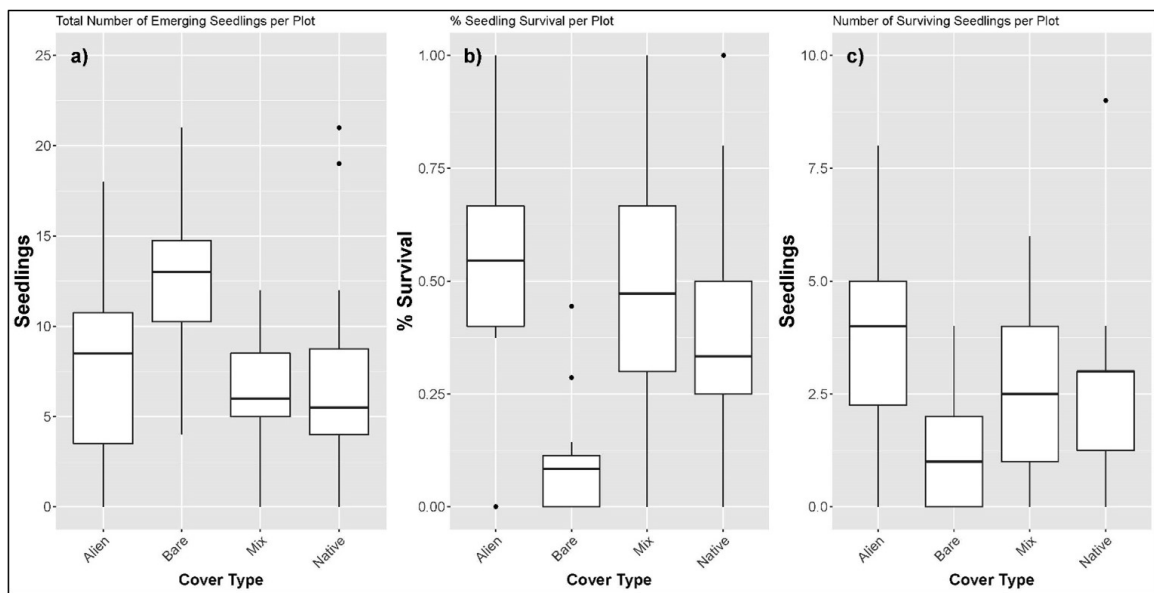 Total Number of Emerging Seedlings per Plot
a)
Seedlings
25
20
15
10
5
0
Alien
Bare
Mix
Native
Cover Type
% Seedling Survival per Plot
b)
% Survival
1.00
0.75
0.50
0.25
0.00
Alien
Bare
Mix
Native
Cover Type
Number of Surviving Seedlings per Plot
c)
Seedlings
10.0
7.5
5.0
2.5
0.0
Alien
Bare
Mix
Native
Cover Type